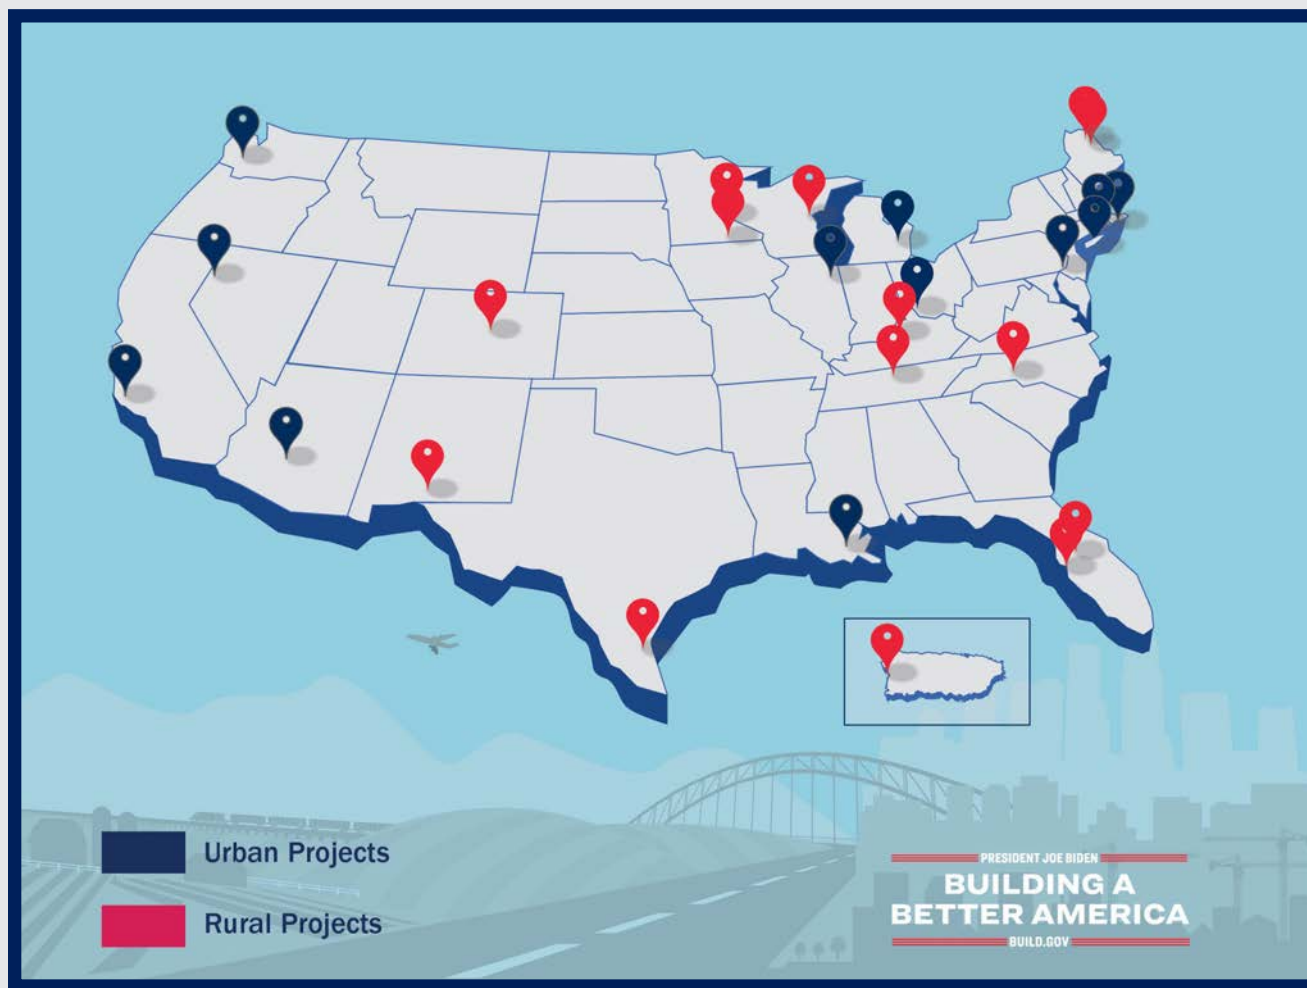 Urban Projects
Rural Projects
PRESIDENT JOE BIDEN
BUILDING A
BETTER AMERICA
BUILD.GOV